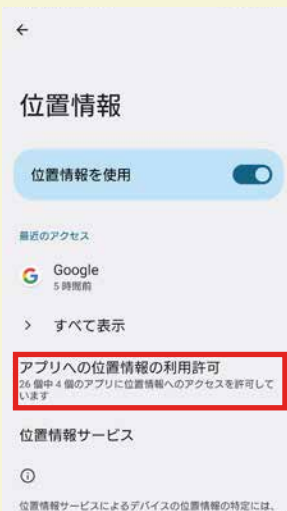 位置情報
位置情報を使用
最近のアクセス
Google
5 時間前
すべて表示
アプリへの位置情報の利用許可
26 個中 4 個のアプリに位置情報へのアクセスを許可して
います
位置情報サービス
位置情報サービスによるデバイスの位置情報の特定には、